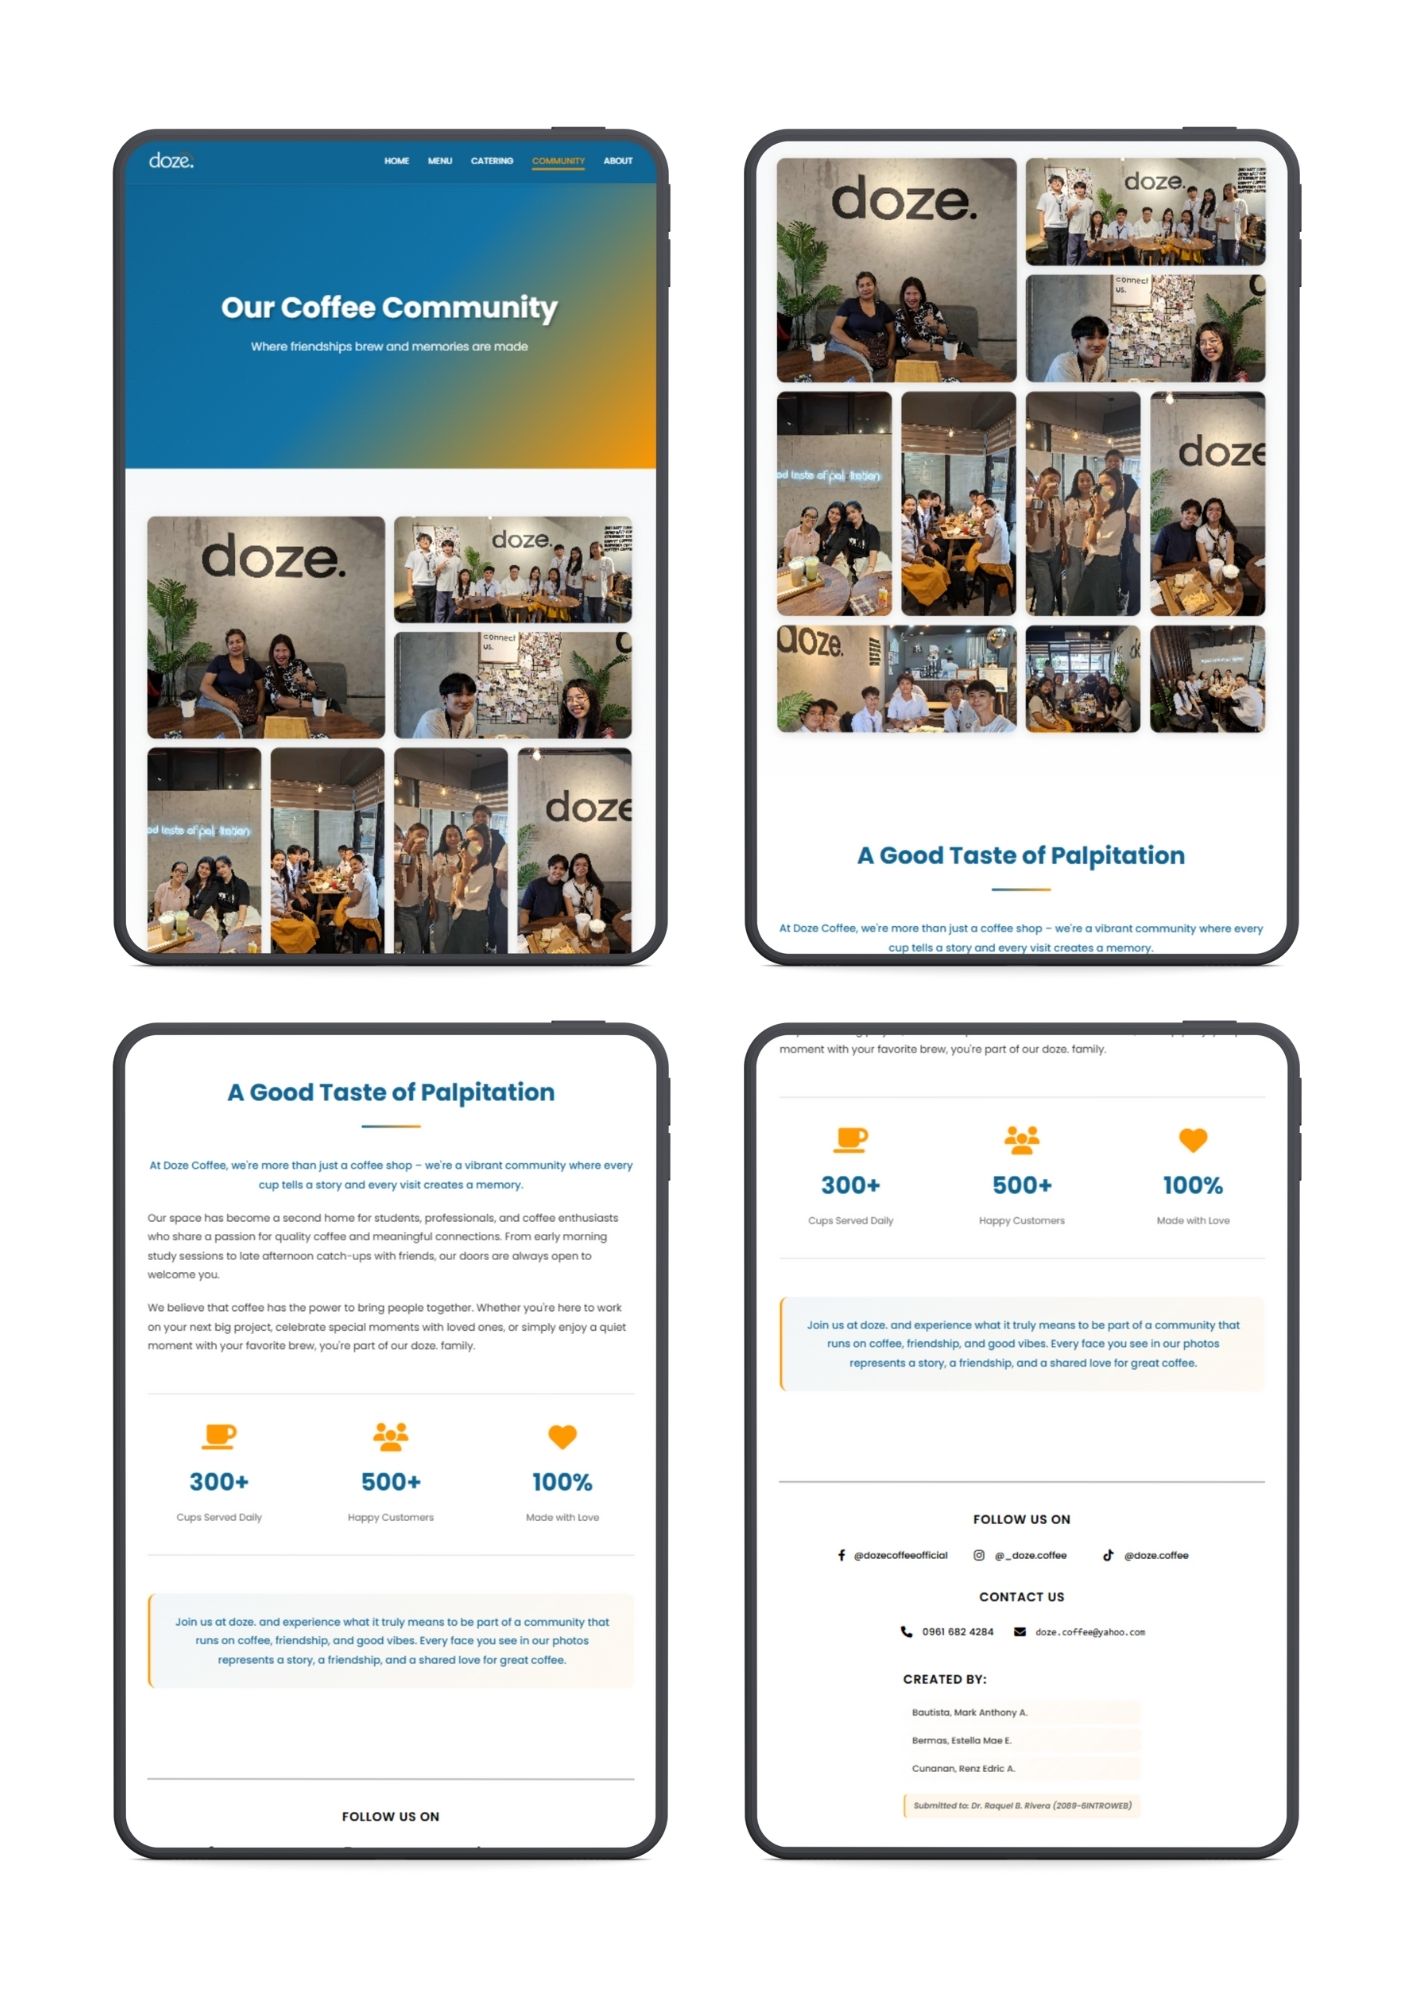 doze.
HOME MENU CATERING COMMUNITY ABOUT
Our Coffee Community
Where friendships brew and memories are made
doze.
doze.
connect
us.
od taste of palpitation
doze
doze.
doze.
connect
us.
od taste of palpitation
doze
doze.
A Good Taste of Palpitation
At Doze Coffee, we're more than just a coffee shop – we're a vibrant community where every
cup tells a story and every visit creates a memory.
A Good Taste of Palpitation
At Doze Coffee, we're more than just a coffee shop – we're a vibrant community where every
cup tells a story and every visit creates a memory.
Our space has become a second home for students, professionals, and coffee enthusiasts
who share a passion for quality coffee and meaningful connections. From early morning
study sessions to late afternoon catch-ups with friends, our doors are always open to
welcome you.
We believe that coffee has the power to bring people together. Whether you're here to work
on your next big project, celebrate special moments with loved ones, or simply enjoy a quiet
moment with your favorite brew, you're part of our doze. family.
300+ 500+ 100%
Cups Served Daily Happy Customers Made with Love
Join us at doze. and experience what it truly means to be part of a community that
runs on coffee, friendship, and good vibes. Every face you see in our photos
represents a story, a friendship, and a shared love for great coffee.
FOLLOW US ON
moment with your favorite brew, you're part of our doze. family.
300+ 500+ 100%
Cups Served Daily Happy Customers Made with Love
Join us at doze. and experience what it truly means to be part of a community that
runs on coffee, friendship, and good vibes. Every face you see in our photos
represents a story, a friendship, and a shared love for great coffee.
FOLLOW US ON
@dozecoffeeofficial @_doze.coffee @doze.coffee
CONTACT US
0961 682 4284 doze.coffee@yahoo.com
CREATED BY:
Bautista, Mark Anthony A.
Bermas, Estella Mae E.
Cunanan, Renz Edric A.
Submitted to: Dr. Raquel B. Rivera (2089-6INTROWEB)